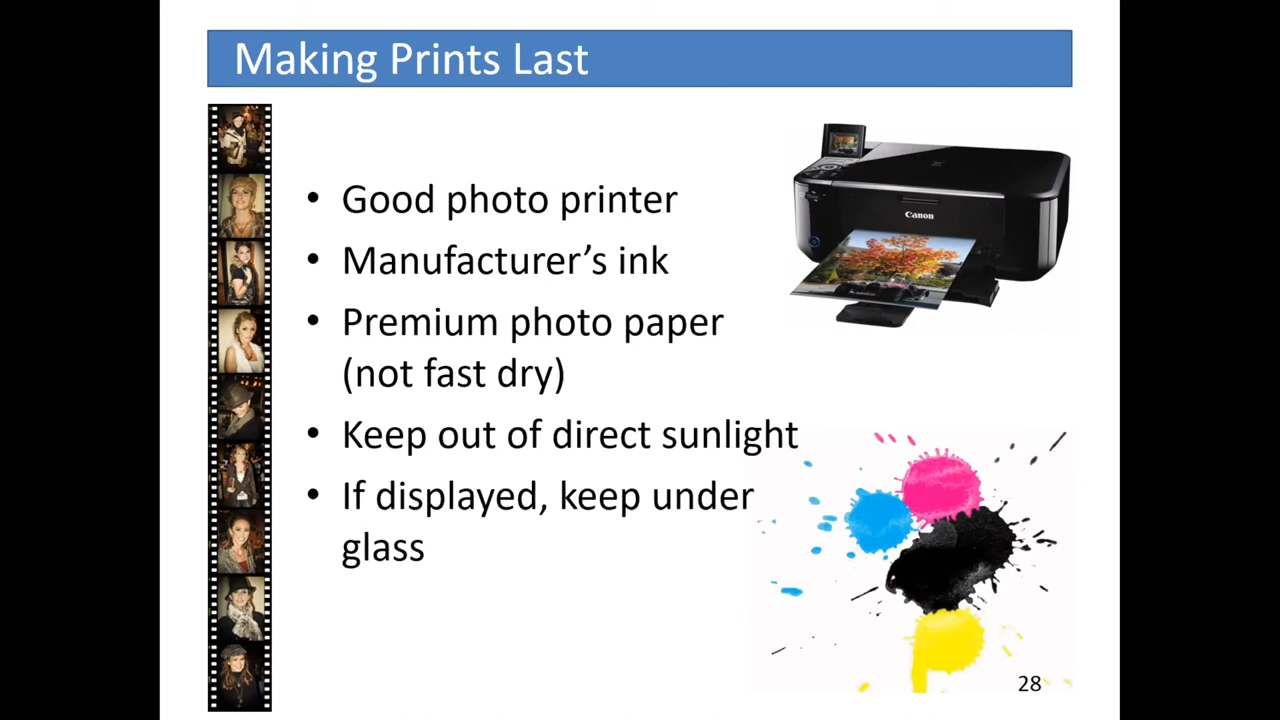 Making Prints Last
• Good photo printer
• Manufacturer’s ink
• Premium photo paper
(not fast dry)
• Keep out of direct sunlight
• If displayed, keep under
glass
Canon
28